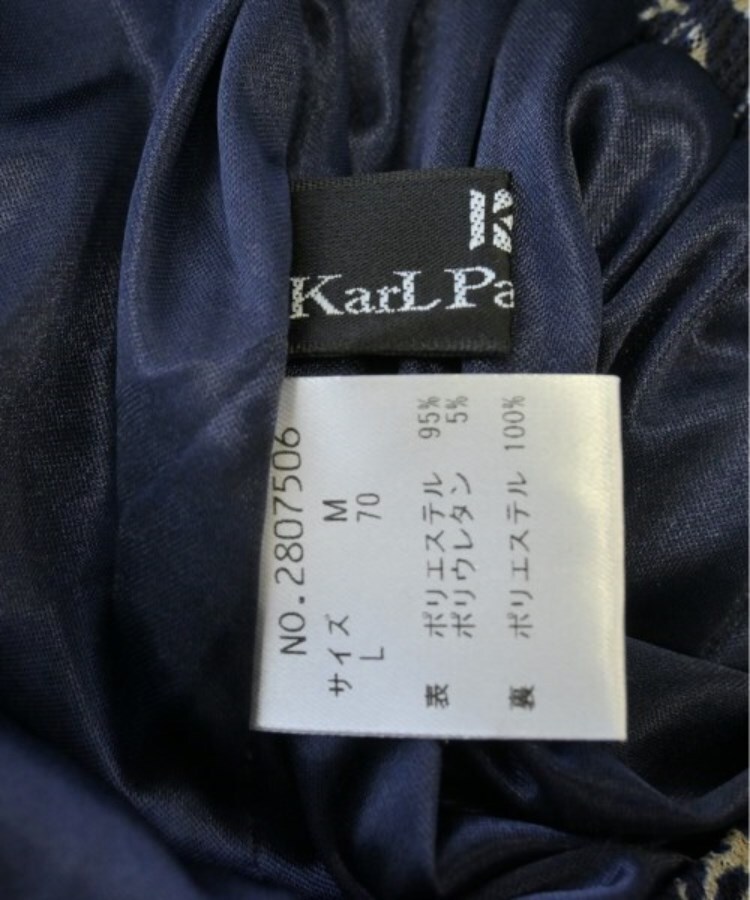 KarL Pa
NO.2807506
サイズ M
L 70
表 ポリエステル 95%
ポリウレタン 5%
裏 ポリエステル 100%